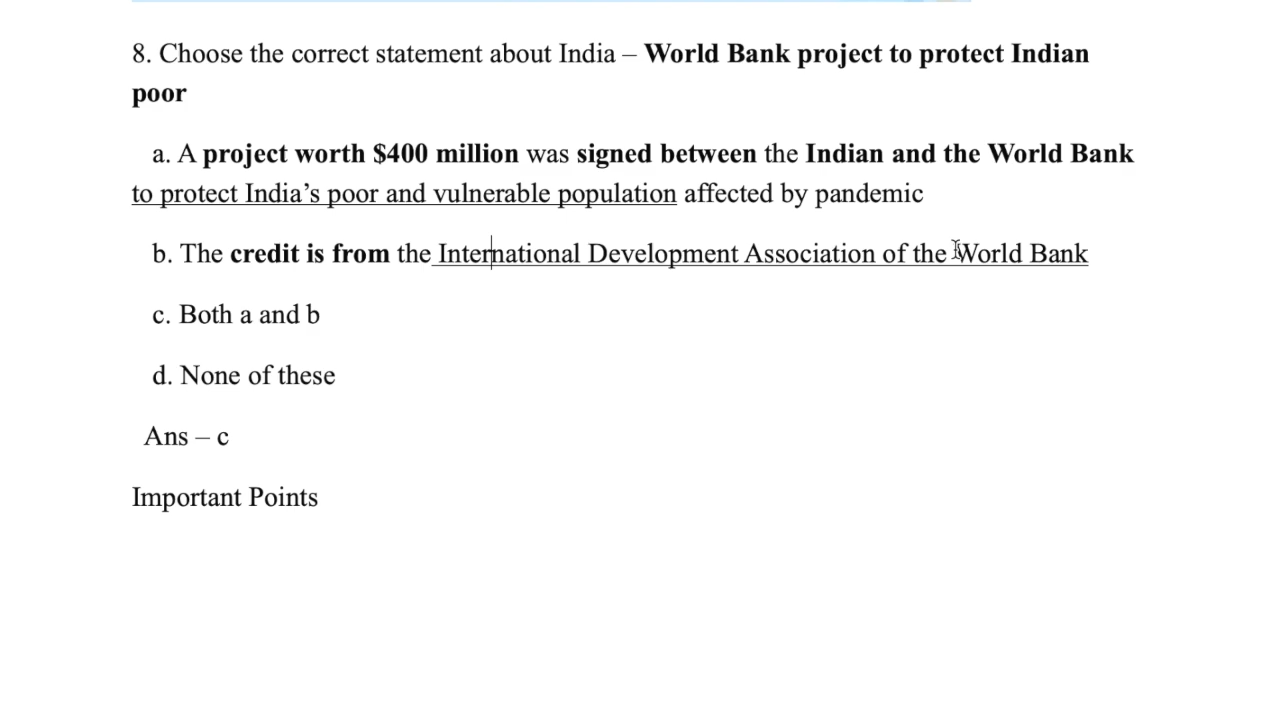 8. Choose the correct statement about India – World Bank project to protect Indian
poor
a. A project worth $400 million was signed between the Indian and the World Bank
to protect India’s poor and vulnerable population affected by pandemic
b. The credit is from the International Development Association of the World Bank
c. Both a and b
d. None of these
Ans – c
Important Points